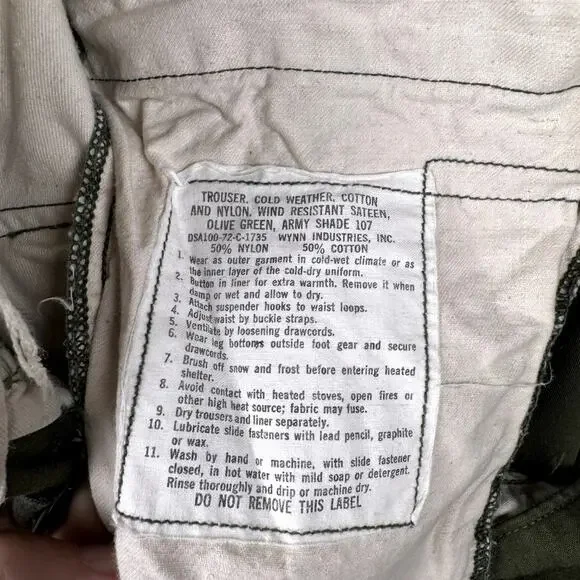 TROUSER, COLD WEATHER, COTTON
AND NYLON, WIND RESISTANT SATEEN,
OLIVE GREEN, ARMY SHADE 107
DSA100-72-C-1735 WYNN INDUSTRIES, INC.
50% NYLON 50% COTTON
1. Wear as outer garment in cold-wet climate or as
the inner layer of the cold-dry uniform.
2. Button in liner for extra warmth. Remove it when
damp or wet and allow to dry.
3. Attach suspender hooks to waist loops.
4. Adjust waist by buckle straps.
5. Ventilate by loosening drawcords.
6. Wear leg bottoms outside foot gear and secure
drawcords.
7. Brush off snow and frost before entering heated
shelter.
8. Avoid contact with heated stoves, open fires or
other high heat source; fabric may fuse.
9. Dry trousers and liner separately.
10. Lubricate slide fasteners with lead pencil, graphite
or wax.
11. Wash by hand or machine, with slide fastener
closed, in hot water with mild soap or detergent.
Rinse thoroughly and drip or machine dry.
DO NOT REMOVE THIS LABEL